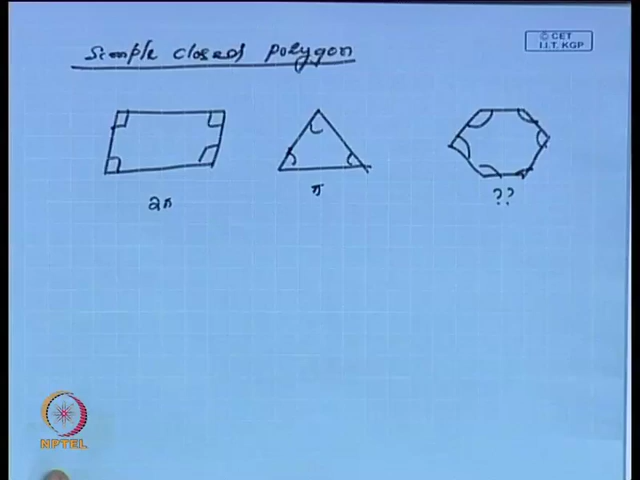 Simple closed polygon
© CET
I.I.T. KGP
2π
π
??
NPTEL